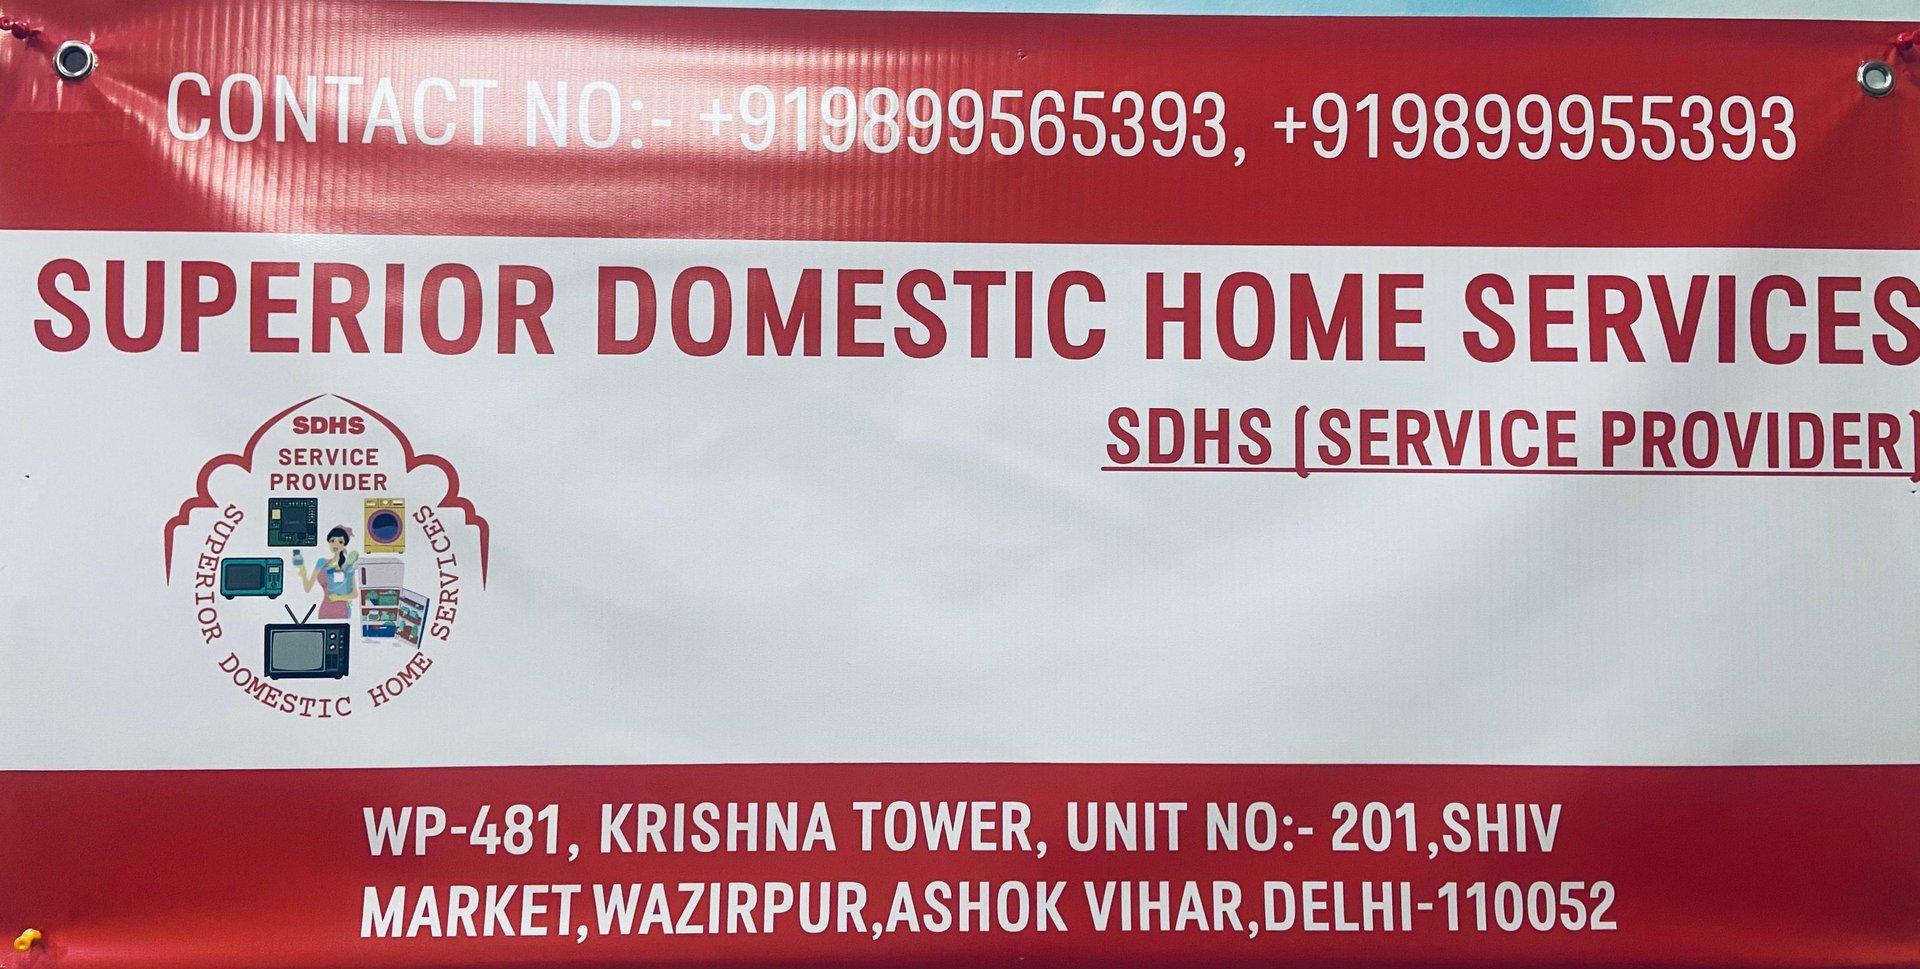 CONTACT NO:- +919899565393, +919899955393
SUPERIOR DOMESTIC HOME SERVICES
SDHS (SERVICE PROVIDER)
SDHS
SERVICE
PROVIDER
SUPERIOR DOMESTIC HOME SERVICES
WP-481, KRISHNA TOWER, UNIT NO:- 201,SHIV
MARKET,WAZIRPUR,ASHOK VIHAR,DELHI-110052